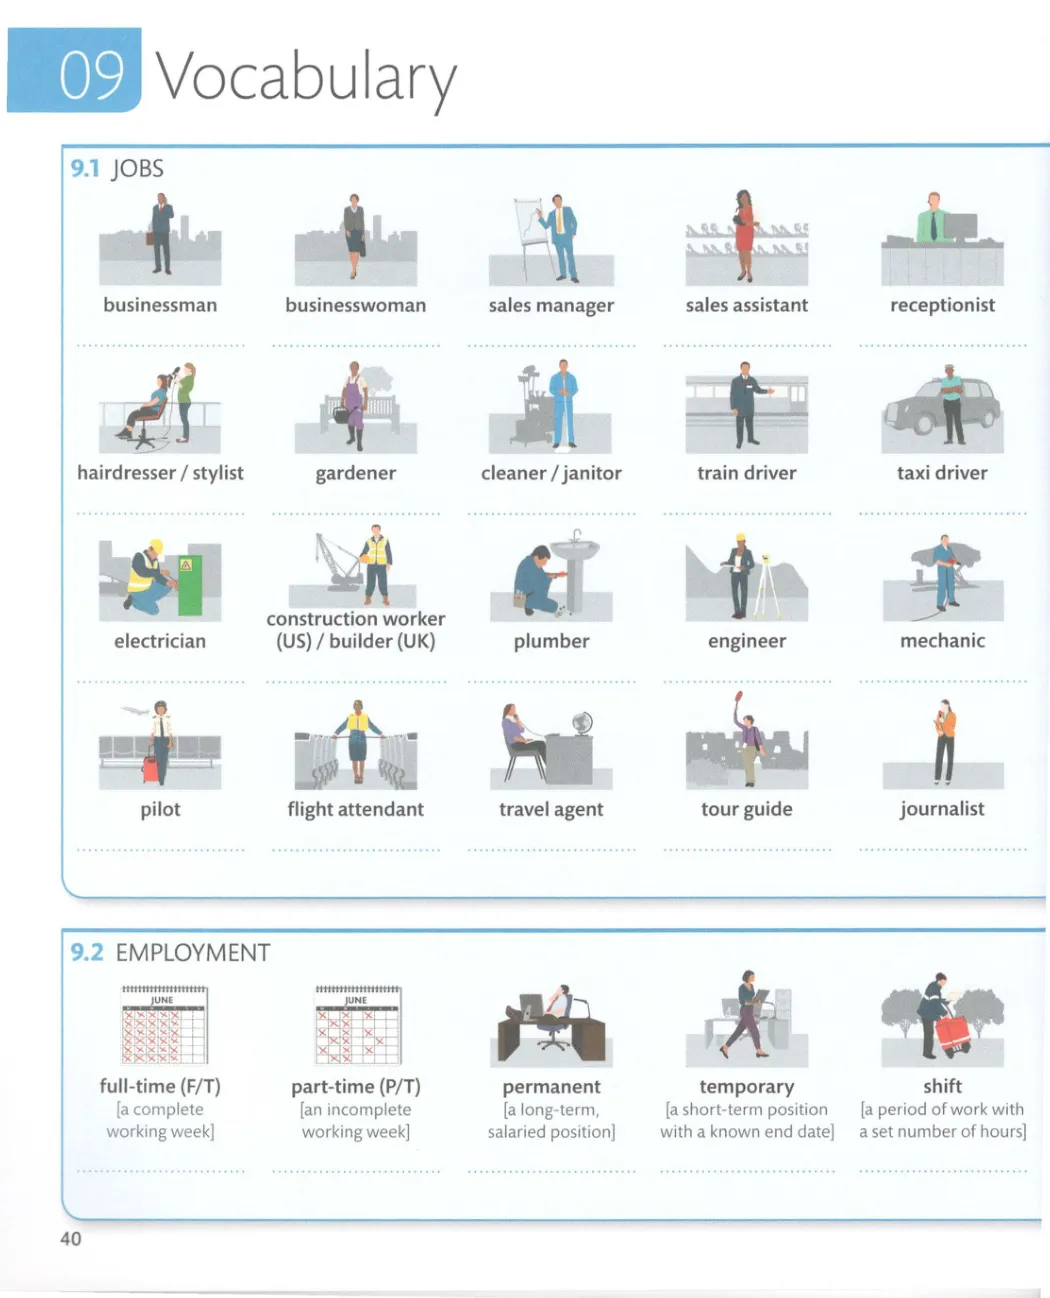 09 Vocabulary
9.1 JOBS
businessman businesswoman sales manager sales assistant receptionist
hairdresser / stylist gardener cleaner / janitor train driver taxi driver
electrician construction worker (US) / builder (UK) plumber engineer mechanic
pilot flight attendant travel agent tour guide journalist
9.2 EMPLOYMENT
JUNE JUNE
full-time (F/T) part-time (P/T) permanent temporary shift
[a complete [an incomplete [a long-term, [a short-term position [a period of work with
working week] working week] salaried position] with a known end date] a set number of hours]
40